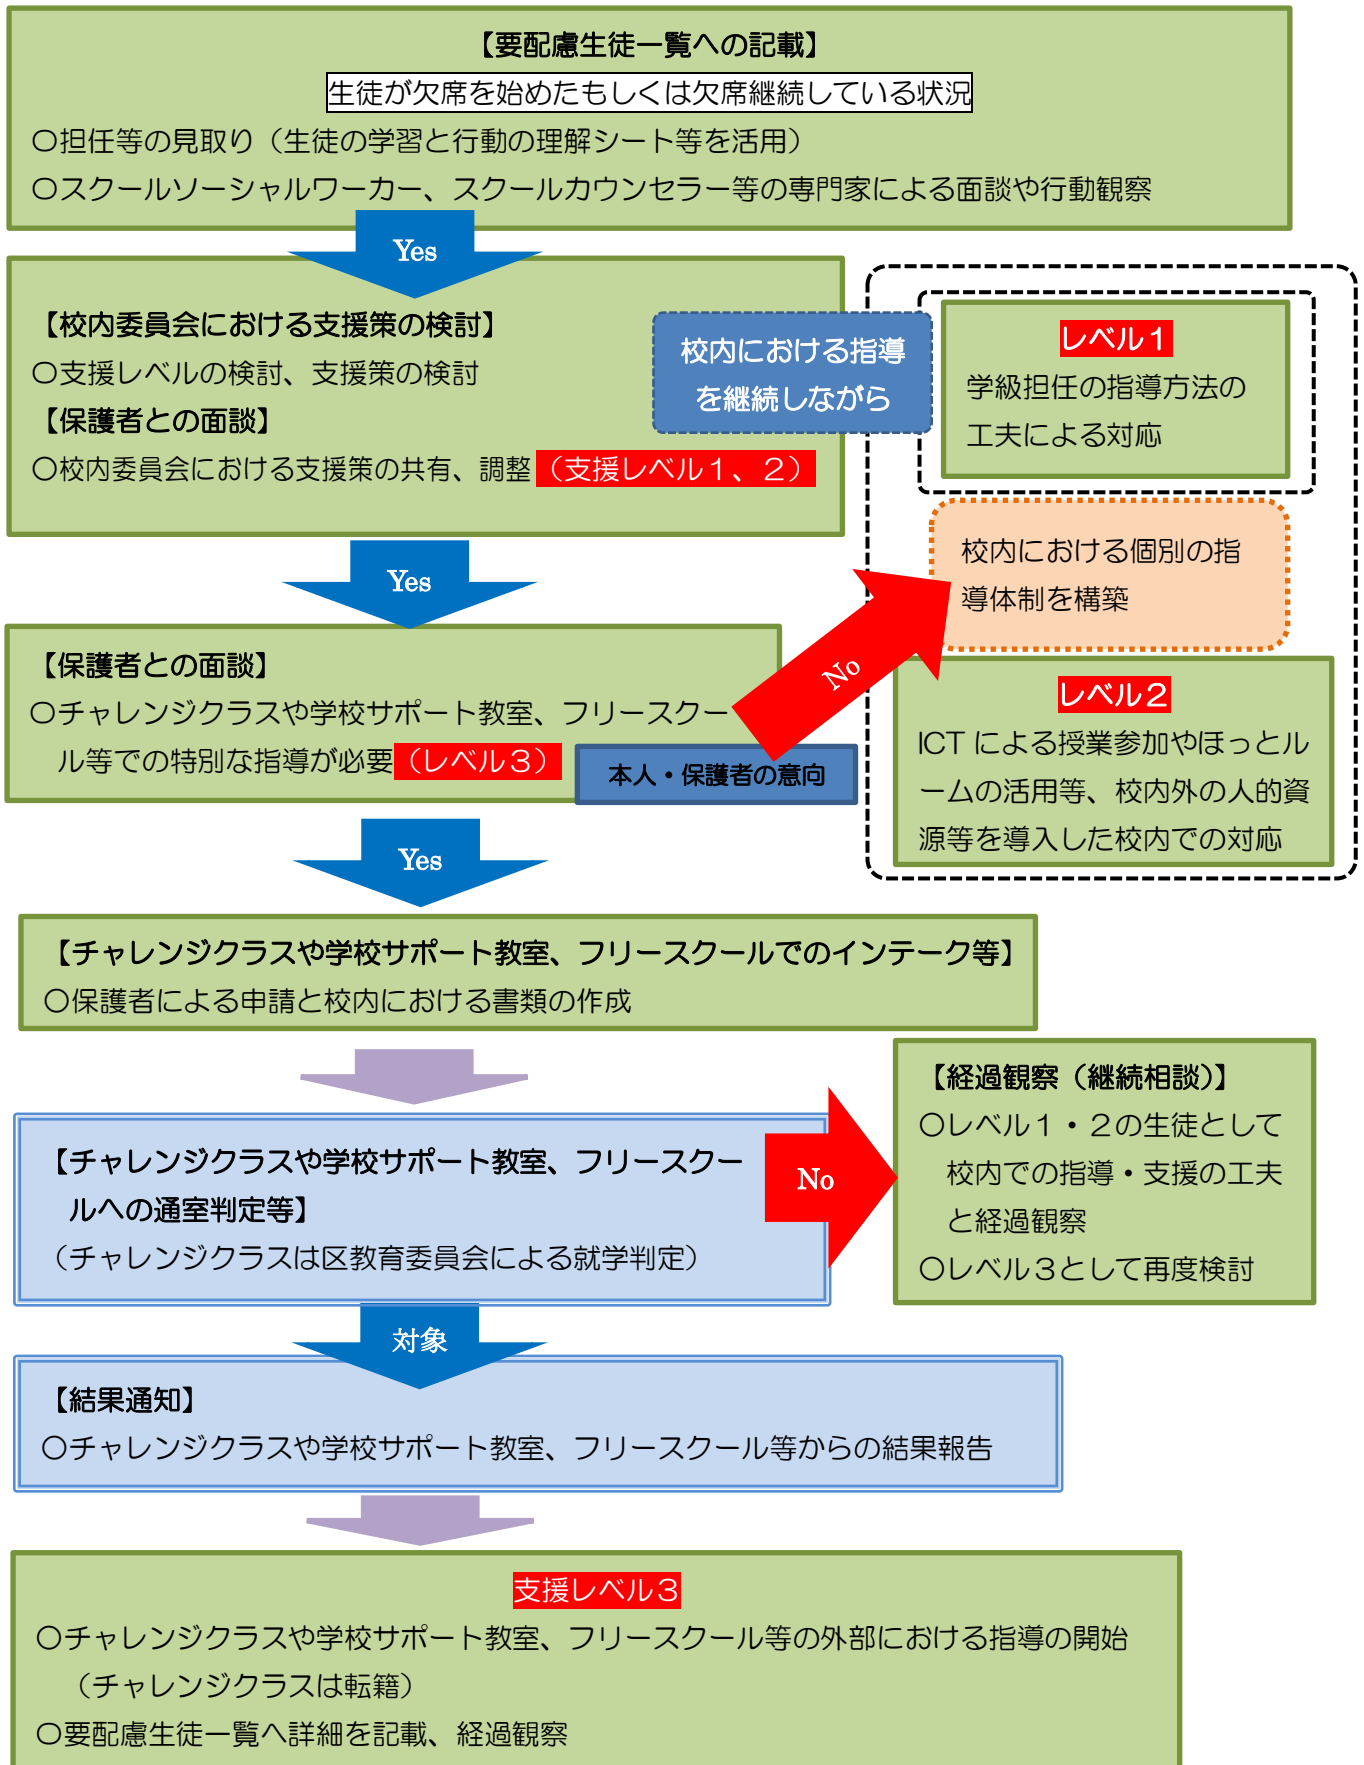 【要配慮生徒一覧への記載】
生徒が欠席を始めたもしくは欠席継続している状況
〇担任等の見取り（生徒の学習と行動の理解シート等を活用）
〇スクールソーシャルワーカー、スクールカウンセラー等の専門家による面談や行動観察
Yes
【校内委員会における支援策の検討】
〇支援レベルの検討、支援策の検討
【保護者との面談】
〇校内委員会における支援策の共有、調整（支援レベル１、２）
校内における指導
を継続しながら
レベル１
学級担任の指導方法の
工夫による対応
校内における個別の指
導体制を構築
レベル２
ICT による授業参加やほっとル
ームの活用等、校内外の人的資
源等を導入した校内での対応
Yes
【保護者との面談】
〇チャレンジクラスや学校サポート教室、フリースクー
ル等での特別な指導が必要（レベル３）
本人・保護者の意向
No
Yes
【チャレンジクラスや学校サポート教室、フリースクールでのインテーク等】
〇保護者による申請と校内における書類の作成
【チャレンジクラスや学校サポート教室、フリースクー
ルへの通室判定等】
（チャレンジクラスは区教育委員会による就学判定）
No
【経過観察（継続相談）】
〇レベル１・２の生徒として
校内での指導・支援の工夫
と経過観察
〇レベル３として再度検討
対象
【結果通知】
〇チャレンジクラスや学校サポート教室、フリースクール等からの結果報告
支援レベル３
〇チャレンジクラスや学校サポート教室、フリースクール等の外部における指導の開始
（チャレンジクラスは転籍）
〇要配慮生徒一覧へ詳細を記載、経過観察